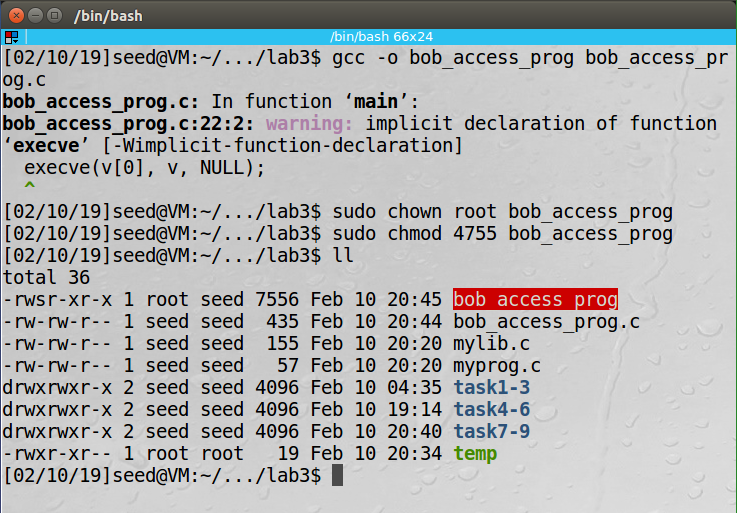 /bin/bash
/bin/bash 66x24
[02/10/19]seed@VM:~/.../lab3$ gcc -o bob_access_prog bob_access_pr
og.c
bob_access_prog.c: In function ‘main’:
bob_access_prog.c:22:2: warning: implicit declaration of function
‘execve’ [-Wimplicit-function-declaration]
  execve(v[0], v, NULL);
  ^
[02/10/19]seed@VM:~/.../lab3$ sudo chown root bob_access_prog
[02/10/19]seed@VM:~/.../lab3$ sudo chmod 4755 bob_access_prog
[02/10/19]seed@VM:~/.../lab3$ ll
total 36
-rwsr-xr-x 1 root seed 7556 Feb 10 20:45 bob_access_prog
-rw-rw-r-- 1 seed seed  435 Feb 10 20:44 bob_access_prog.c
-rw-rw-r-- 1 seed seed  155 Feb 10 20:20 mylib.c
-rw-rw-r-- 1 seed seed   57 Feb 10 20:20 myprog.c
drwxrwxr-x 2 seed seed 4096 Feb 10 04:35 task1-3
drwxrwxr-x 2 seed seed 4096 Feb 10 19:14 task4-6
drwxrwxr-x 2 seed seed 4096 Feb 10 20:40 task7-9
-rwxr-xr-- 1 root root   19 Feb 10 20:34 temp
[02/10/19]seed@VM:~/.../lab3$